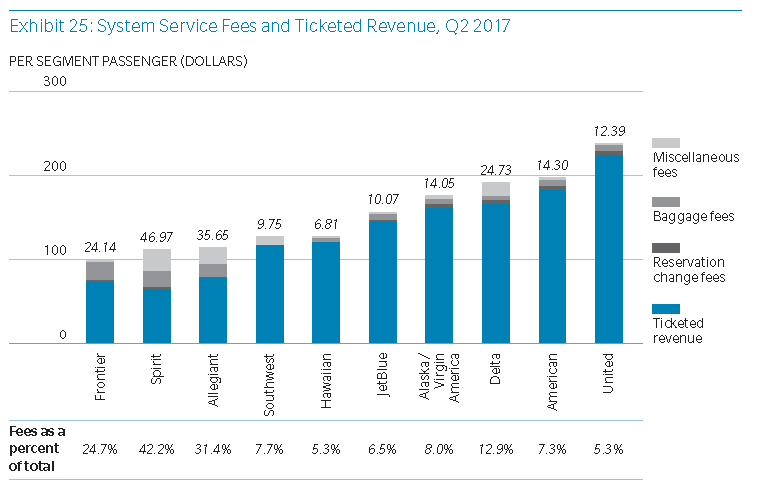 Exhibit 25: System Service Fees and Ticketed Revenue, Q2 2017
PER SEGMENT PASSENGER (DOLLARS)
300
200
100
0
24.14
46.97
35.65
9.75
6.81
10.07
14.05
24.73
14.30
12.39
Miscellaneous
fees
Baggage fees
Reservation
change fees
Ticketed
revenue
Frontier
Spirit
Allegiant
Southwest
Hawaiian
JetBlue
Alaska/
Virgin
America
Delta
American
United
Fees as a
percent
of total
24.7% 42.2% 31.4% 7.7% 5.3% 6.5% 8.0% 12.9% 7.3% 5.3%